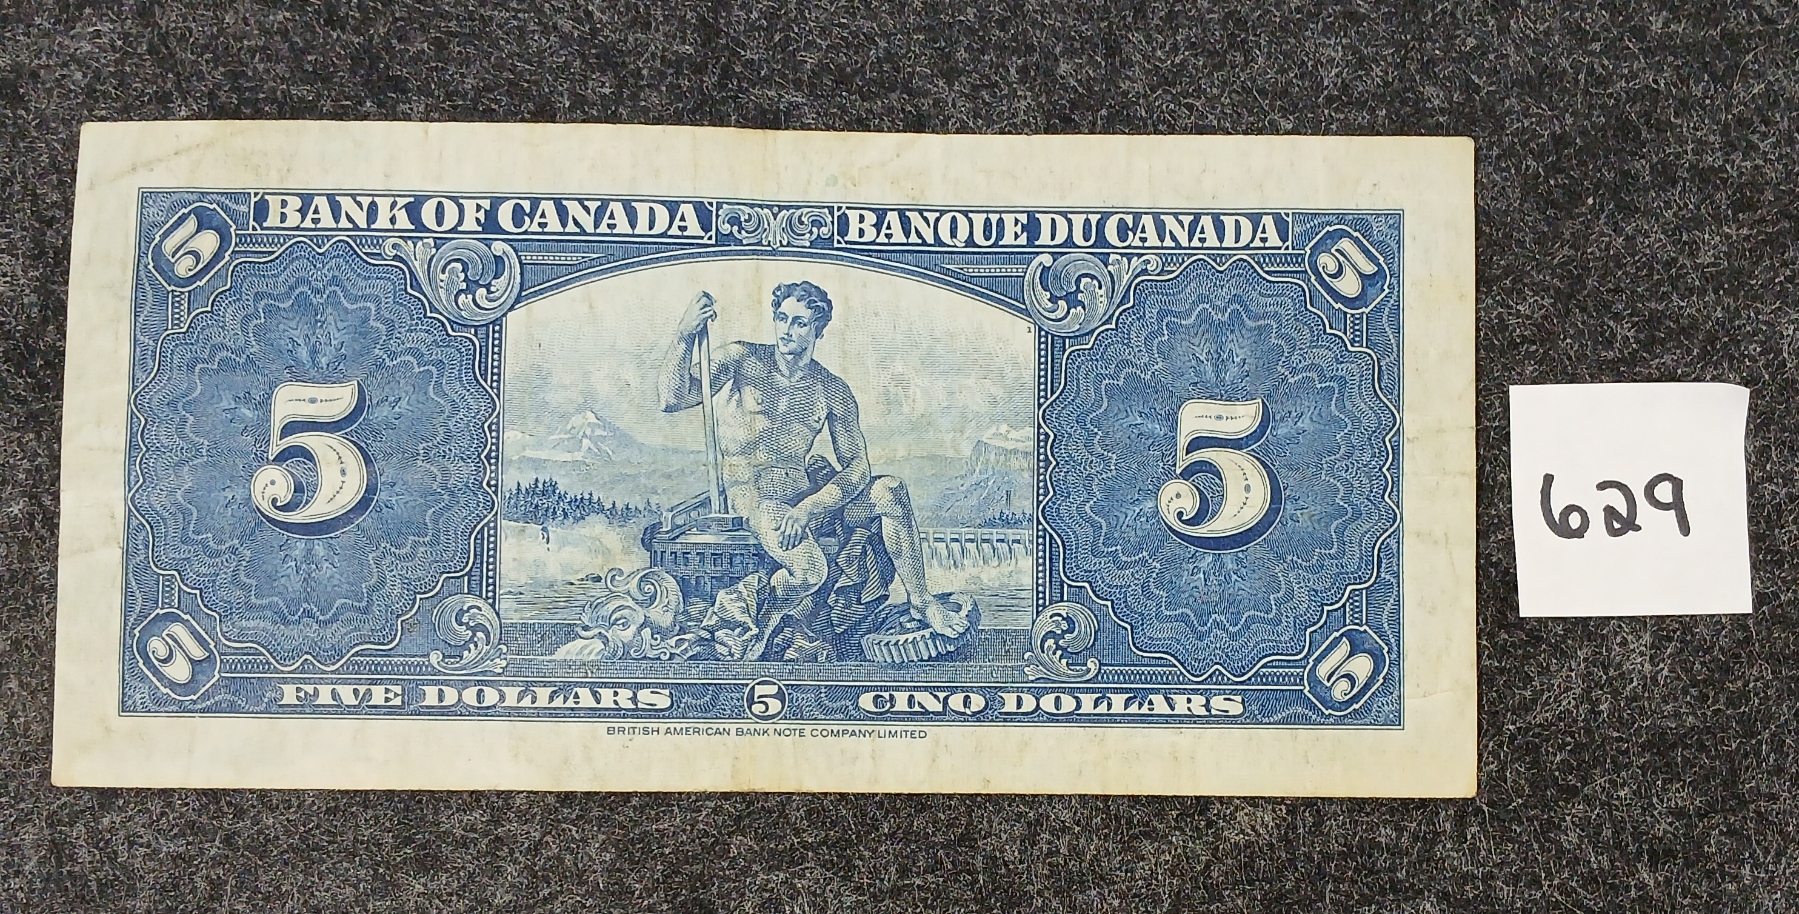 BANK OF CANADA BANQUE DU CANADA
5 5
1
5 5
629
5 5
FIVE DOLLARS 5 CINQ DOLLARS
BRITISH AMERICAN BANK NOTE COMPANY LIMITED